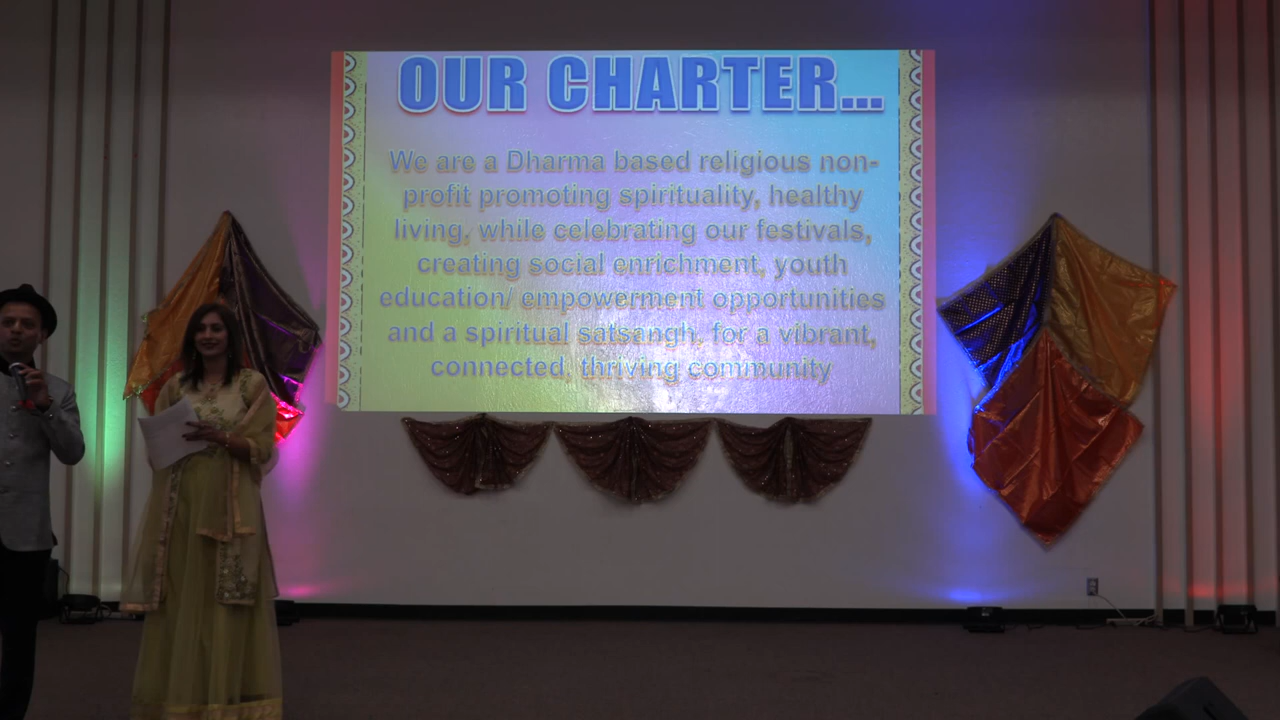 OUR CHARTER...
We are a Dharma based religious non-
profit promoting spirituality, healthy
living, while celebrating our festivals,
creating social enrichment, youth
education/ empowerment opportunities
and a spiritual satsangh, for a vibrant,
connected, thriving community